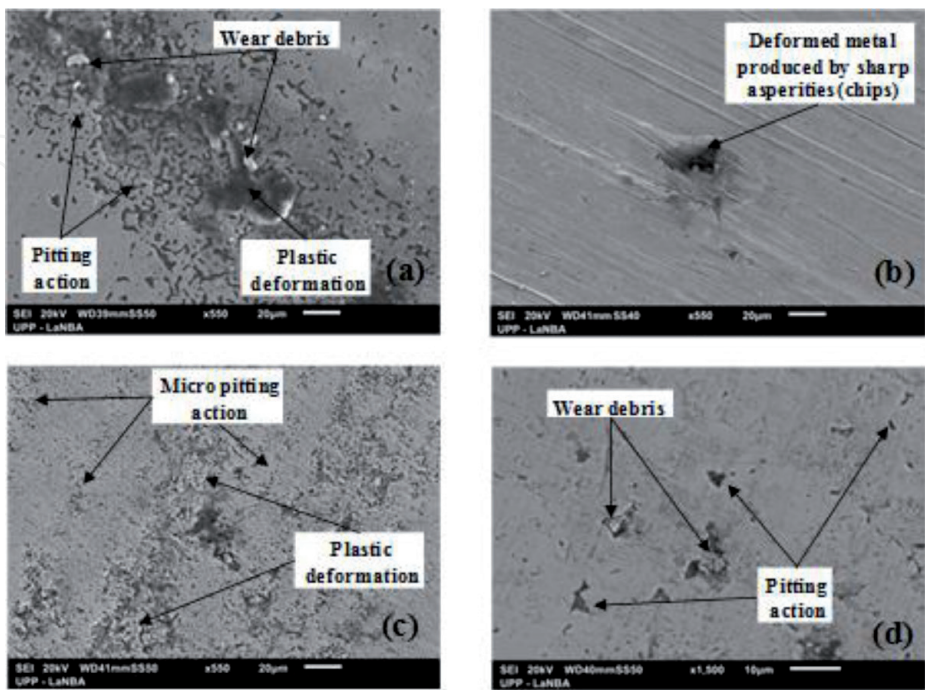 Wear debris
Pitting
action
Plastic
deformation
(a)
SEI 20kV WD39mmSS50 x550 20µm
UPP - LaNBA
Deformed metal
produced by sharp
asperities (chips)
(b)
SEI 20kV WD41mmSS40 x550 20µm
UPP - LaNBA
Micro pitting
action
Plastic
deformation
(c)
SEI 20kV WD41mmSS50 x550 20µm
UPP - LaNBA
Wear debris
Pitting
action
(d)
SEI 20kV WD40mmSS50 x1,500 10µm
UPP - LaNBA